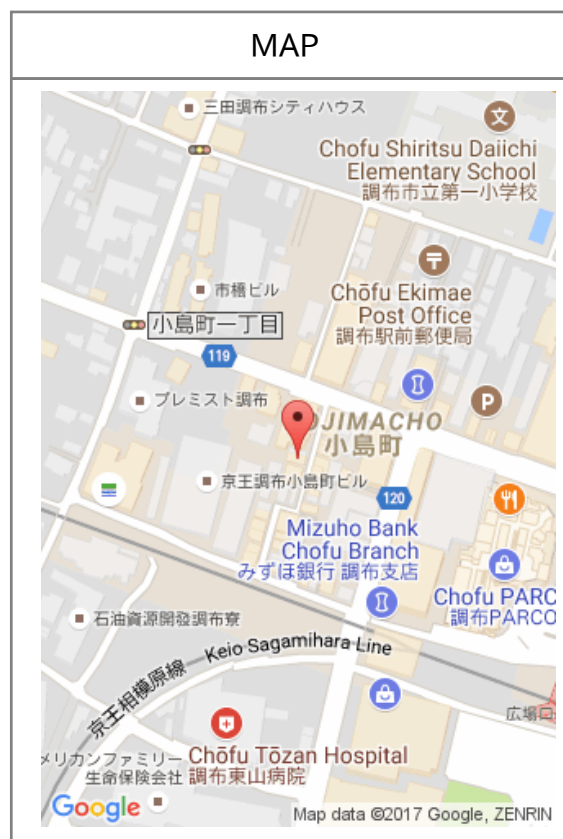 MAP
三田調布シティハウス
文
Chofu Shiritsu Daiichi
Elementary School
調布市立第一小学校
市橋ビル
Chōfu Ekimae
Post Office
調布駅前郵便局
小島町一丁目
119
プレミスト調布
P
OJIMACHO
小島町
京王調布小島町ビル
120
Mizuho Bank
Chofu Branch
みずほ銀行 調布支店
Chofu PARC
調布PARCO
石油資源開發調布寮
京王相模原線
Keio Sagamihara Line
広場口
Chōfu Tōzan Hospital
調布東山病院
メリカンファミリー
生命保険会社
Google
Map data ©2017 Google, ZENRIN